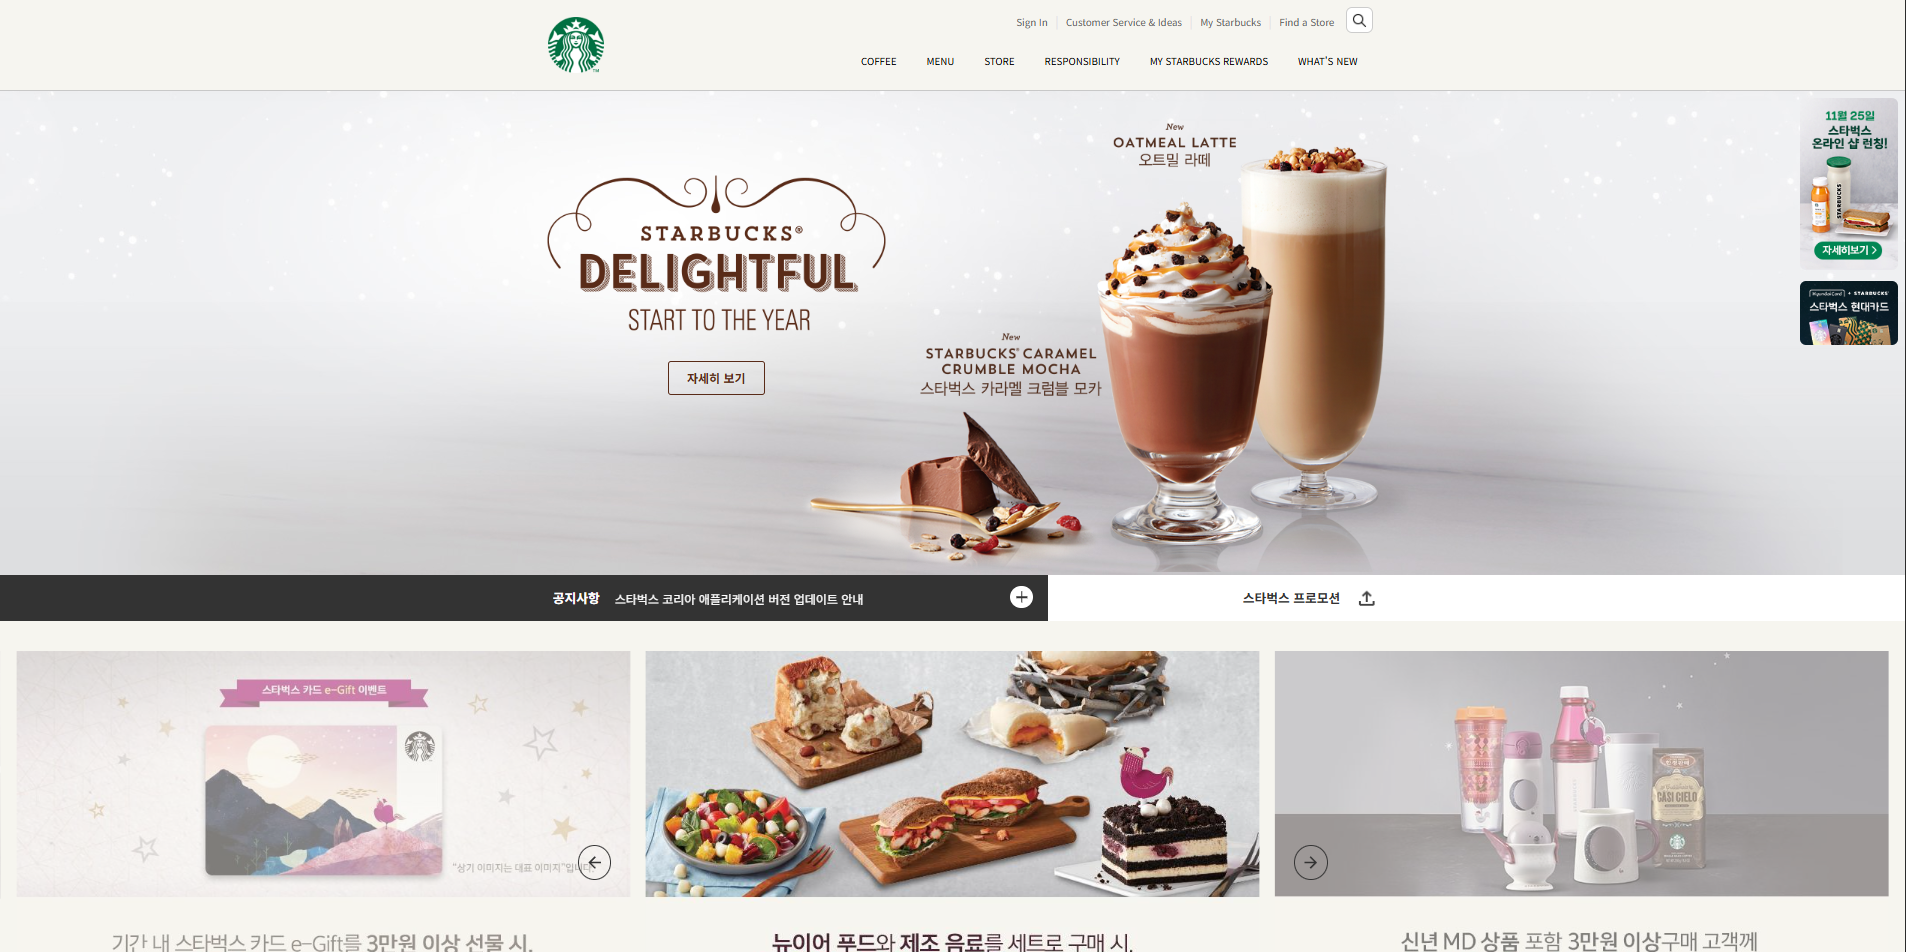 Sign In
Customer Service & Ideas
My Starbucks
Find a Store
COFFEE
MENU
STORE
RESPONSIBILITY
MY STARBUCKS REWARDS
WHAT'S NEW
STARBUCKS®
DELIGHTFUL
START TO THE YEAR
자세히 보기
New
OATMEAL LATTE
오트밀 라떼
New
STARBUCKS® CARAMEL
CRUMBLE MOCHA
스타벅스 카라멜 크럼블 모카
11월 25일
스타벅스
온라인 샵 런칭!
STARBUCKS
자세히보기 >
HyundaiCard + STARBUCKS
스타벅스 현대카드
공지사항
스타벅스 코리아 애플리케이션 버전 업데이트 안내
스타벅스 프로모션
스타벅스 카드 e-Gift 이벤트
"상기 이미지는 대표 이미지"입니다.
CASI CIELO
기간 내 스타벅스 카드 e-Gift를 3만원 이상 선물 시,
뉴이어 푸드와 제조 음료를 세트로 구매 시,
신년 MD 상품 포함 3만원 이상구매 고객께